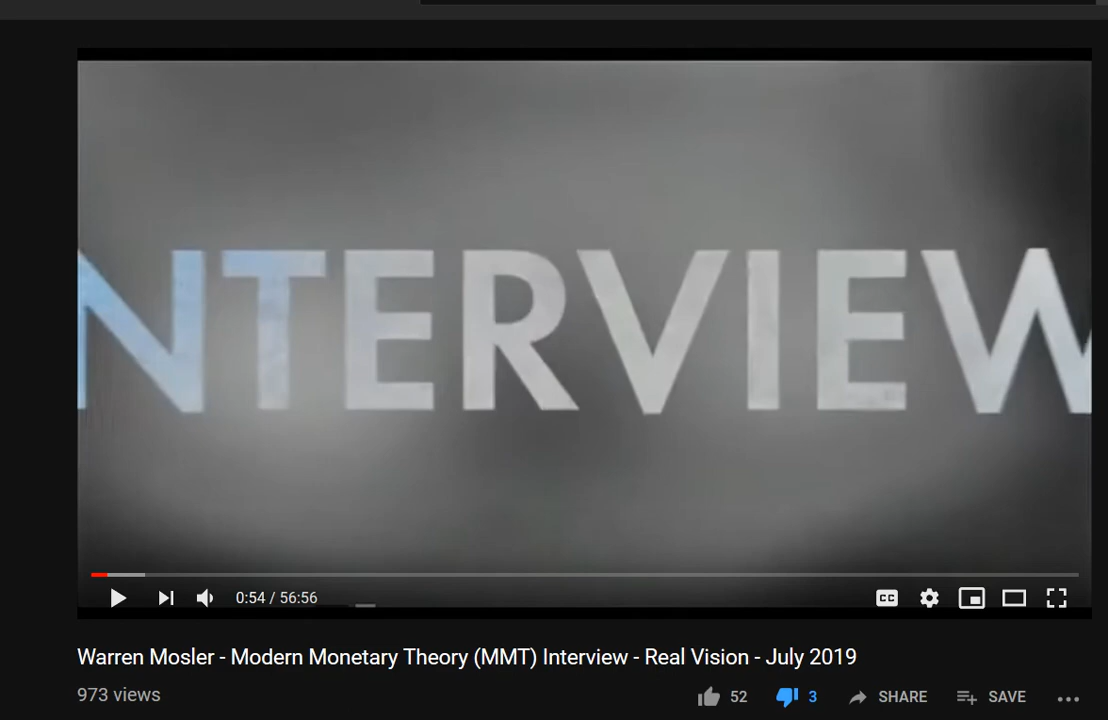 NTERVIEW
0:54 / 56:56
CC
Warren Mosler - Modern Monetary Theory (MMT) Interview - Real Vision - July 2019
973 views
52
3
SHARE
SAVE